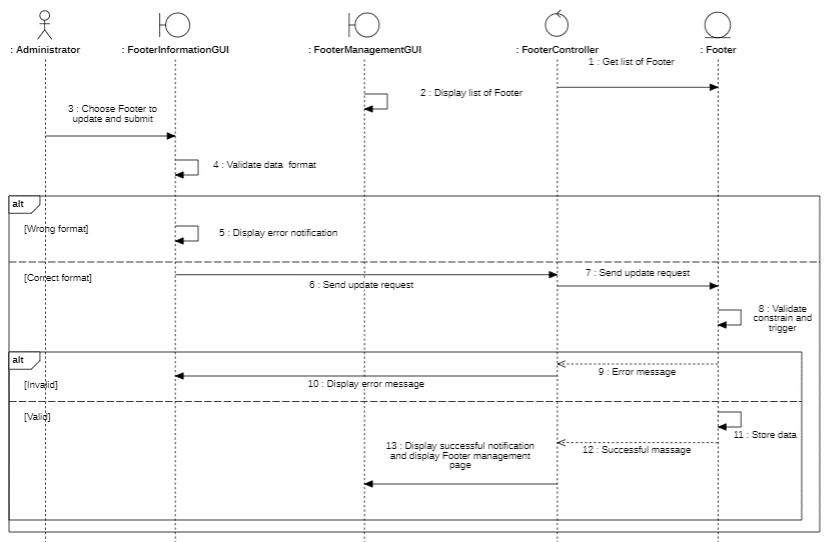 : Administrator
: FooterInformationGUI
: FooterManagementGUI
: FooterController
: Footer
1 : Get list of Footer
2 : Display list of Footer
3 : Choose Footer to
update and submit
4 : Validate data format
alt
[Wrong format]
5 : Display error notification
[Correct format]
6 : Send update request
7 : Send update request
8 : Validate
constrain and
trigger
alt
[Invalid]
9 : Error message
10 : Display error message
[Valid]
11 : Store data
12 : Successful massage
13 : Display successful notification
and display Footer management
page